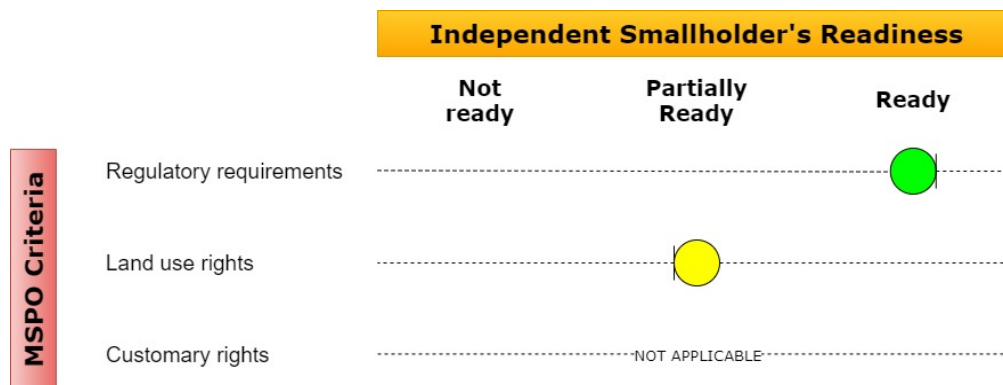 Independent Smallholder's Readiness
Not
ready
Partially
Ready
Ready
MSPO Criteria
Regulatory requirements
Land use rights
Customary rights
NOT APPLICABLE